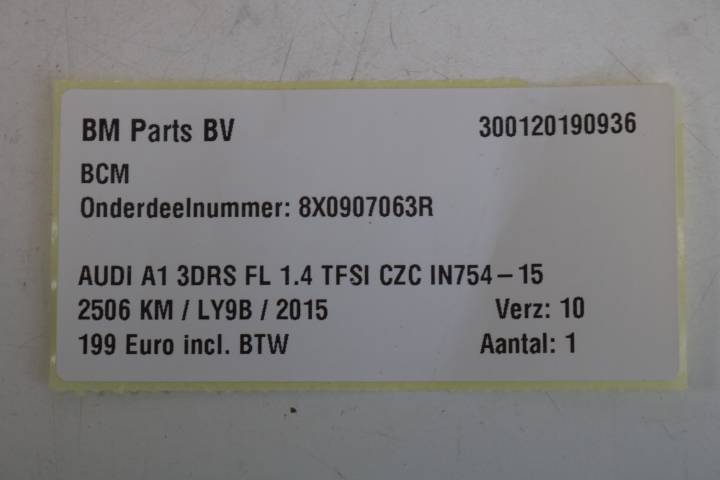 BM Parts BV 300120190936
BCM
Onderdeelnummer: 8X0907063R
AUDI A1 3DRS FL 1.4 TFSI CZC IN754-15
2506 KM / LY9B / 2015 Verz: 10
199 Euro incl. BTW Aantal: 1